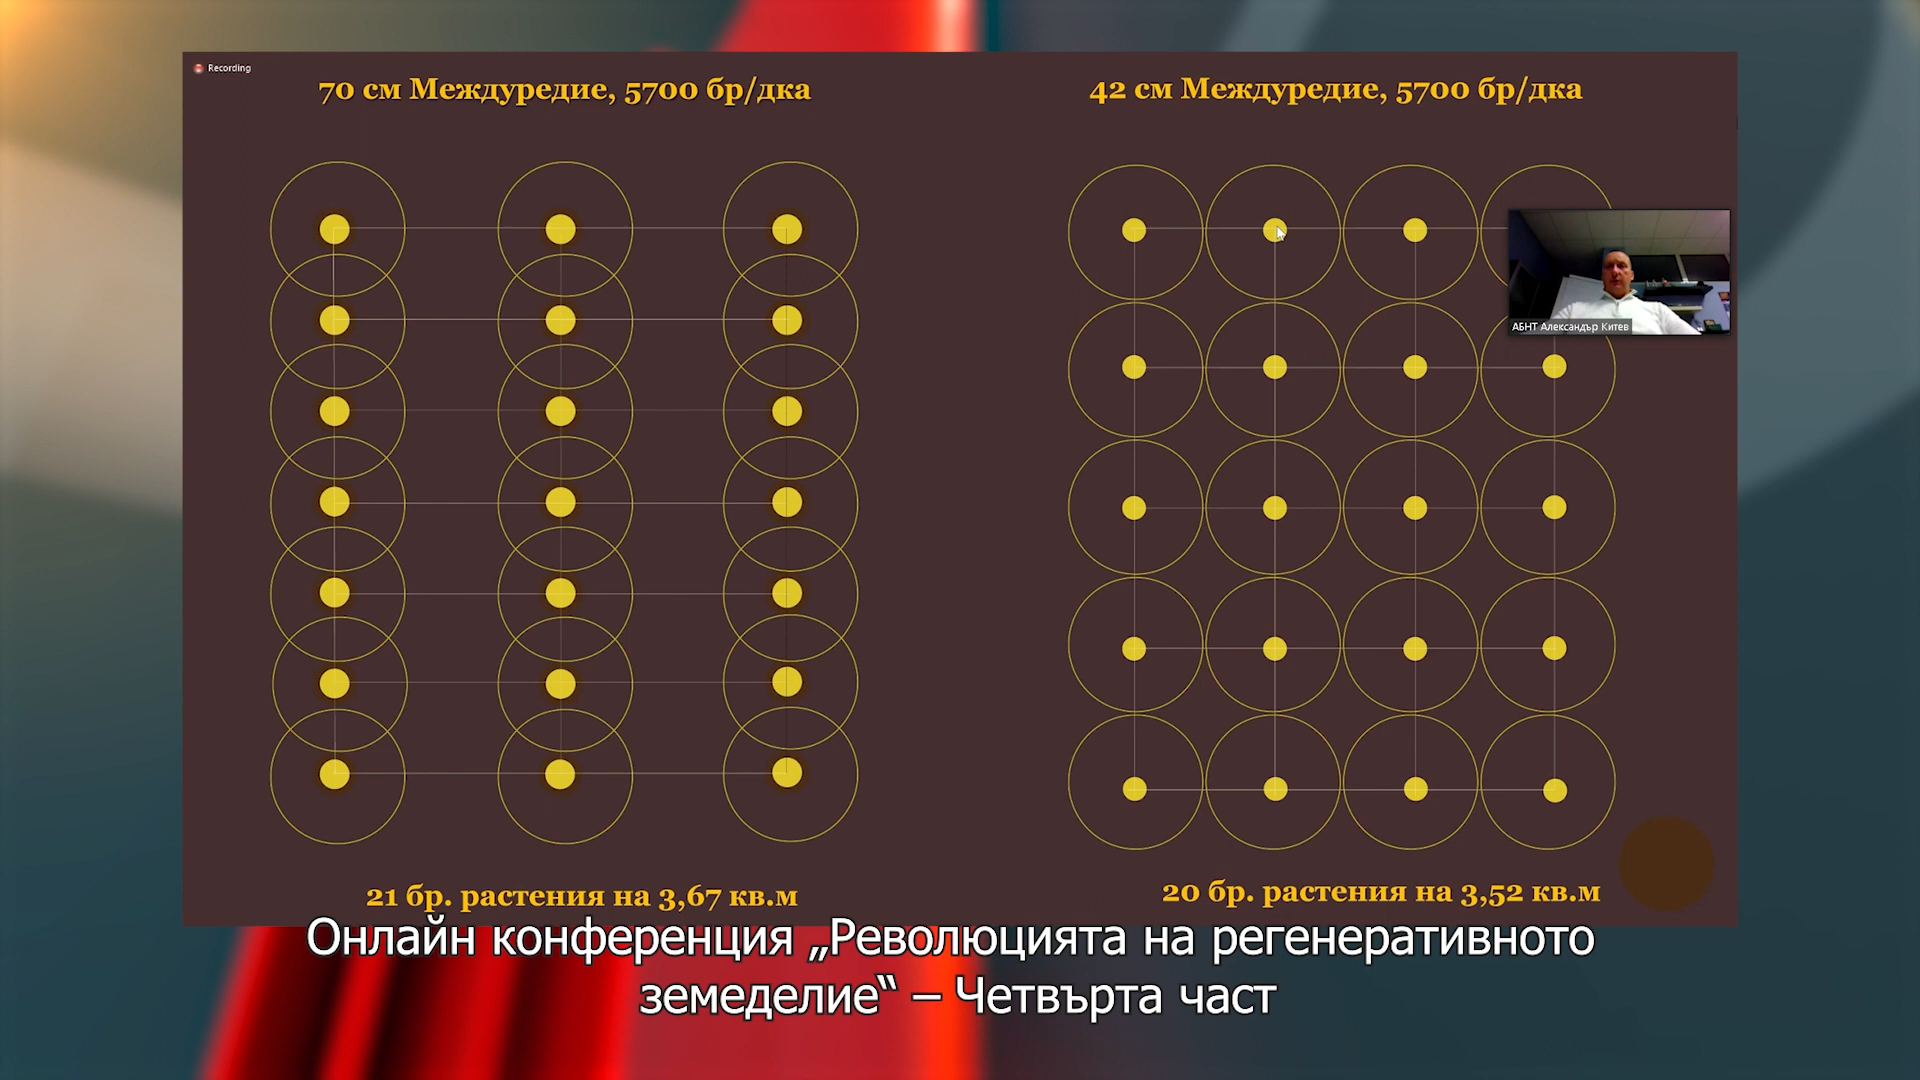 Recording
70 см Междуредие, 5700 бр/дка
42 см Междуредие, 5700 бр/дка
АБНТ Александър Китев
21 бр. растения на 3,67 кв.м
20 бр. растения на 3,52 кв.м
Онлайн конференция „Революцията на регенеративното
земеделие“ – Четвърта част